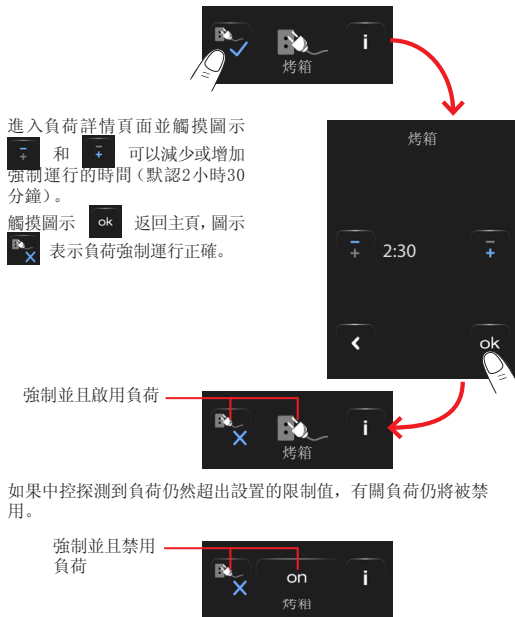 i
烤箱
進入負荷詳情頁面並觸摸圖示
和 可以減少或增加
強制運行的時間(默認2小時30
分鐘)。
觸摸圖示 ok 返回主頁,圖示
表示負荷強制運行正確。
烤箱
2:30
ok
強制並且啟用負荷
i
烤箱
如果中控探測到負荷仍然超出設置的限制值，有關負荷仍將被禁
用。
強制並且禁用
負荷
on
i
烤箱